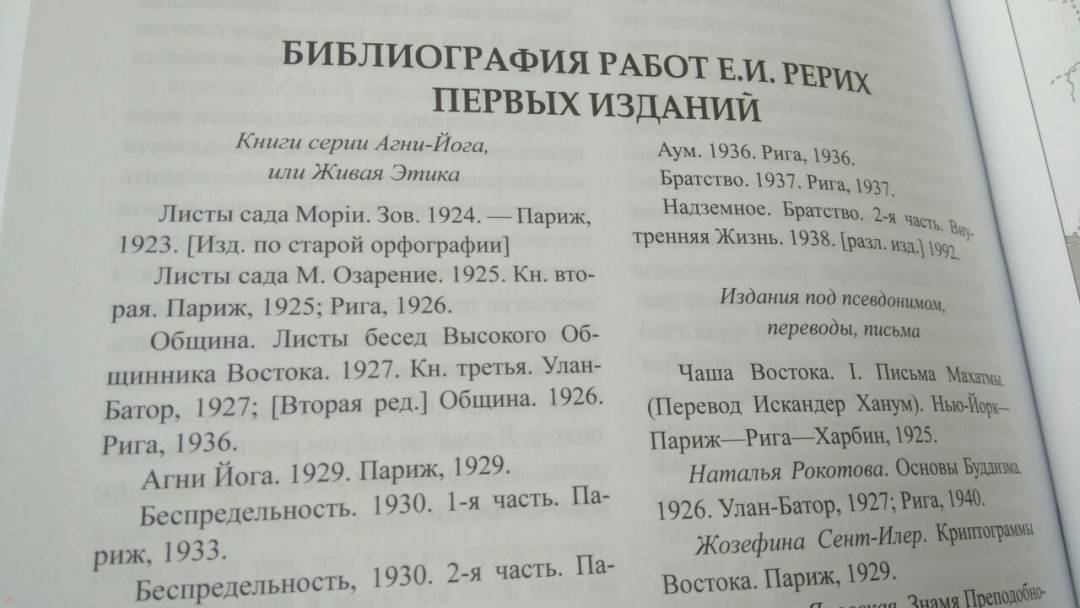 БИБЛИОГРАФИЯ РАБОТ Е.И. РЕРИХ
ПЕРВЫХ ИЗДАНИЙ
Книги серии Агни-Йога,
или Живая Этика
Листы сада Моріи. Зов. 1924. — Париж,
1923. [Изд. по старой орфографии]
Листы сада М. Озарение. 1925. Кн. вто-
рая. Париж, 1925; Рига, 1926.
Община. Листы бесед Высокого Об-
щинника Востока. 1927. Кн. третья. Улан-
Батор, 1927; [Вторая ред.] Община. 1926.
Рига, 1936.
Агни Йога. 1929. Париж, 1929.
Беспредельность. 1930. 1-я часть. Па-
риж, 1933.
Беспредельность, 1930. 2-я часть. Па-
Аум. 1936. Рига, 1936.
Братство. 1937. Рига, 1937.
Надземное. Братство. 2-я часть. Вну-
тренняя Жизнь. 1938. [разл. изд.] 1992.
Издания под псевдонимом,
переводы, письма
Чаша Востока. I. Письма Махатмы.
(Перевод Искандер Ханум). Нью-Йорк—
Париж—Рига—Харбин, 1925.
Наталья Рокотова. Основы Буддизма.
1926. Улан-Батор, 1927; Рига, 1940.
Жозефина Сент-Илер. Криптограммы
Востока. Париж, 1929.
Знамя Преподобно-